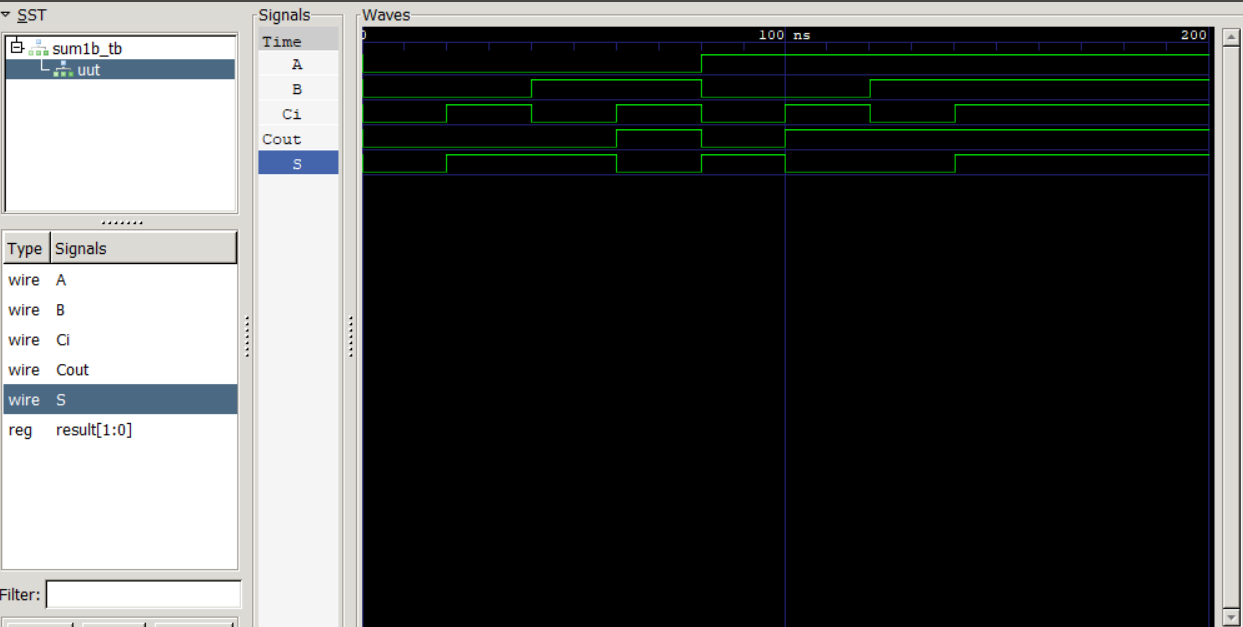 SST
sum1b_tb
uut
Type Signals
wire A
wire B
wire Ci
wire Cout
wire S
reg result[1:0]
Filter:
Signals
Time
A
B
Ci
Cout
S
Waves
0 100 ns 200